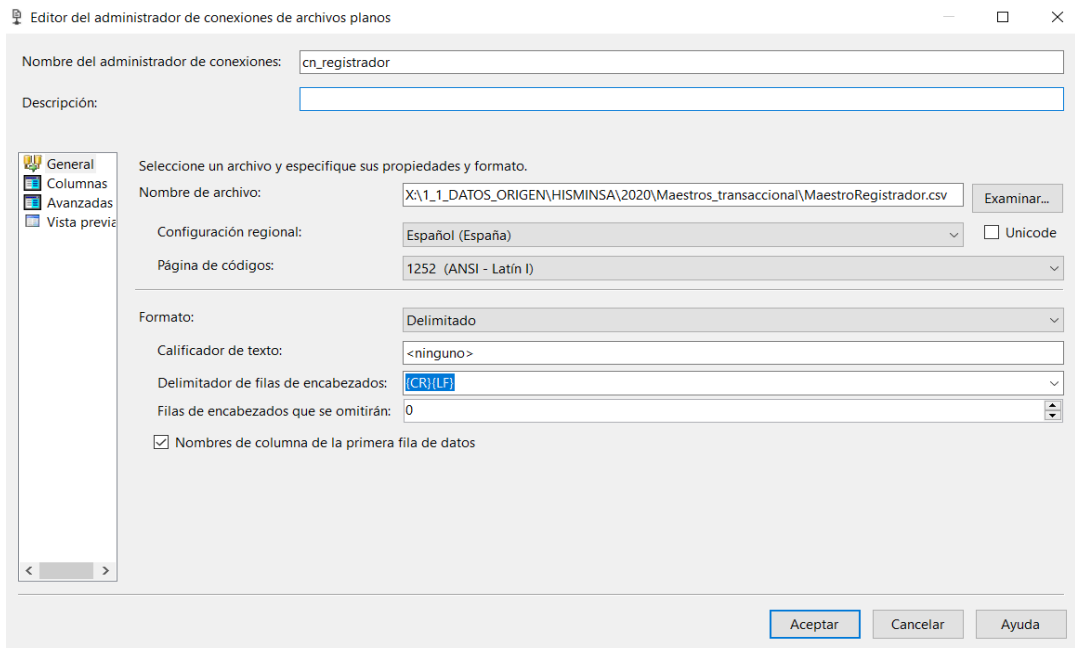 Editor del administrador de conexiones de archivos planos
Nombre del administrador de conexiones: cn_registrador
Descripción:
General
Columnas
Avanzadas
Vista previa
Seleccione un archivo y especifique sus propiedades y formato.
Nombre de archivo: X:\1_1_DATOS_ORIGEN\HISMINSA\2020\Maestros_transaccional\MaestroRegistrador.csv Examinar...
Configuración regional: Español (España) Unicode
Página de códigos: 1252 (ANSI - Latín I)
Formato: Delimitado
Calificador de texto: <ninguno>
Delimitador de filas de encabezados: {CR}{LF}
Filas de encabezados que se omitirán: 0
Nombres de columna de la primera fila de datos
Aceptar Cancelar Ayuda